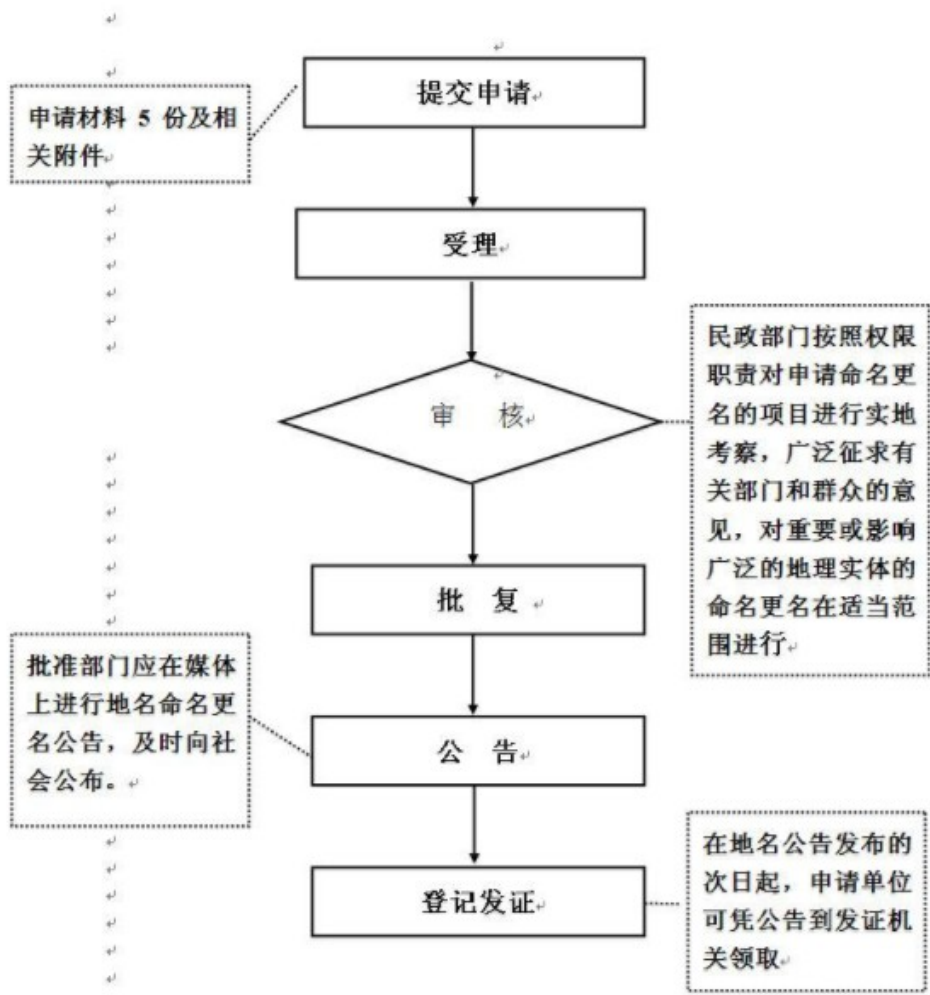 提交申请
申请材料 5 份及相
关附件
受理
审 核
民政部门按照权限
职责对申请命名更
名的项目进行实地
考察，广泛征求有
关部门和群众的意
见，对重要或影响
广泛的地理实体的
命名更名在适当范
围进行
批 复
批准部门应在媒体
上进行地名命名更
名公告，及时向社
会公布。
公 告
登记发证
在地名公告发布的
次日起，申请单位
可凭公告到发证机
关领取